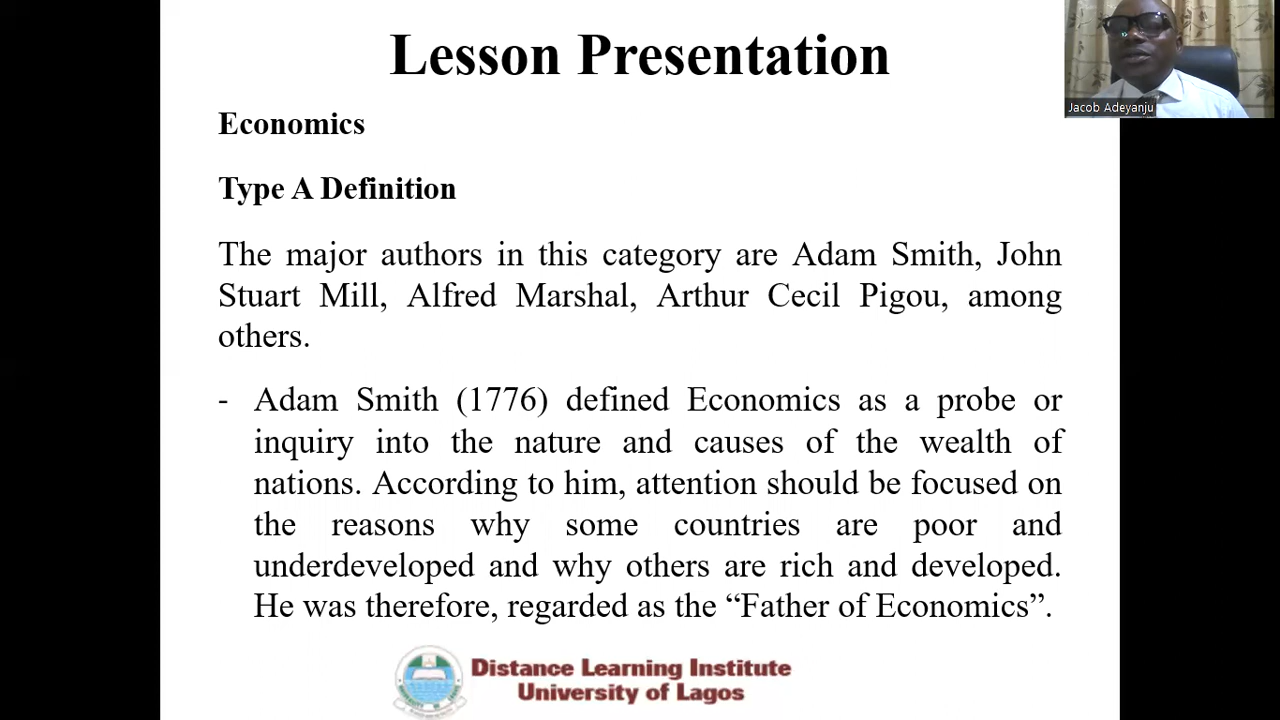 Lesson Presentation
Jacob Adeyanju
Economics
Type A Definition
The major authors in this category are Adam Smith, John
Stuart Mill, Alfred Marshal, Arthur Cecil Pigou, among
others.
- Adam Smith (1776) defined Economics as a probe or
inquiry into the nature and causes of the wealth of
nations. According to him, attention should be focused on
the reasons why some countries are poor and
underdeveloped and why others are rich and developed.
He was therefore, regarded as the “Father of Economics”.
Distance Learning Institute
University of Lagos